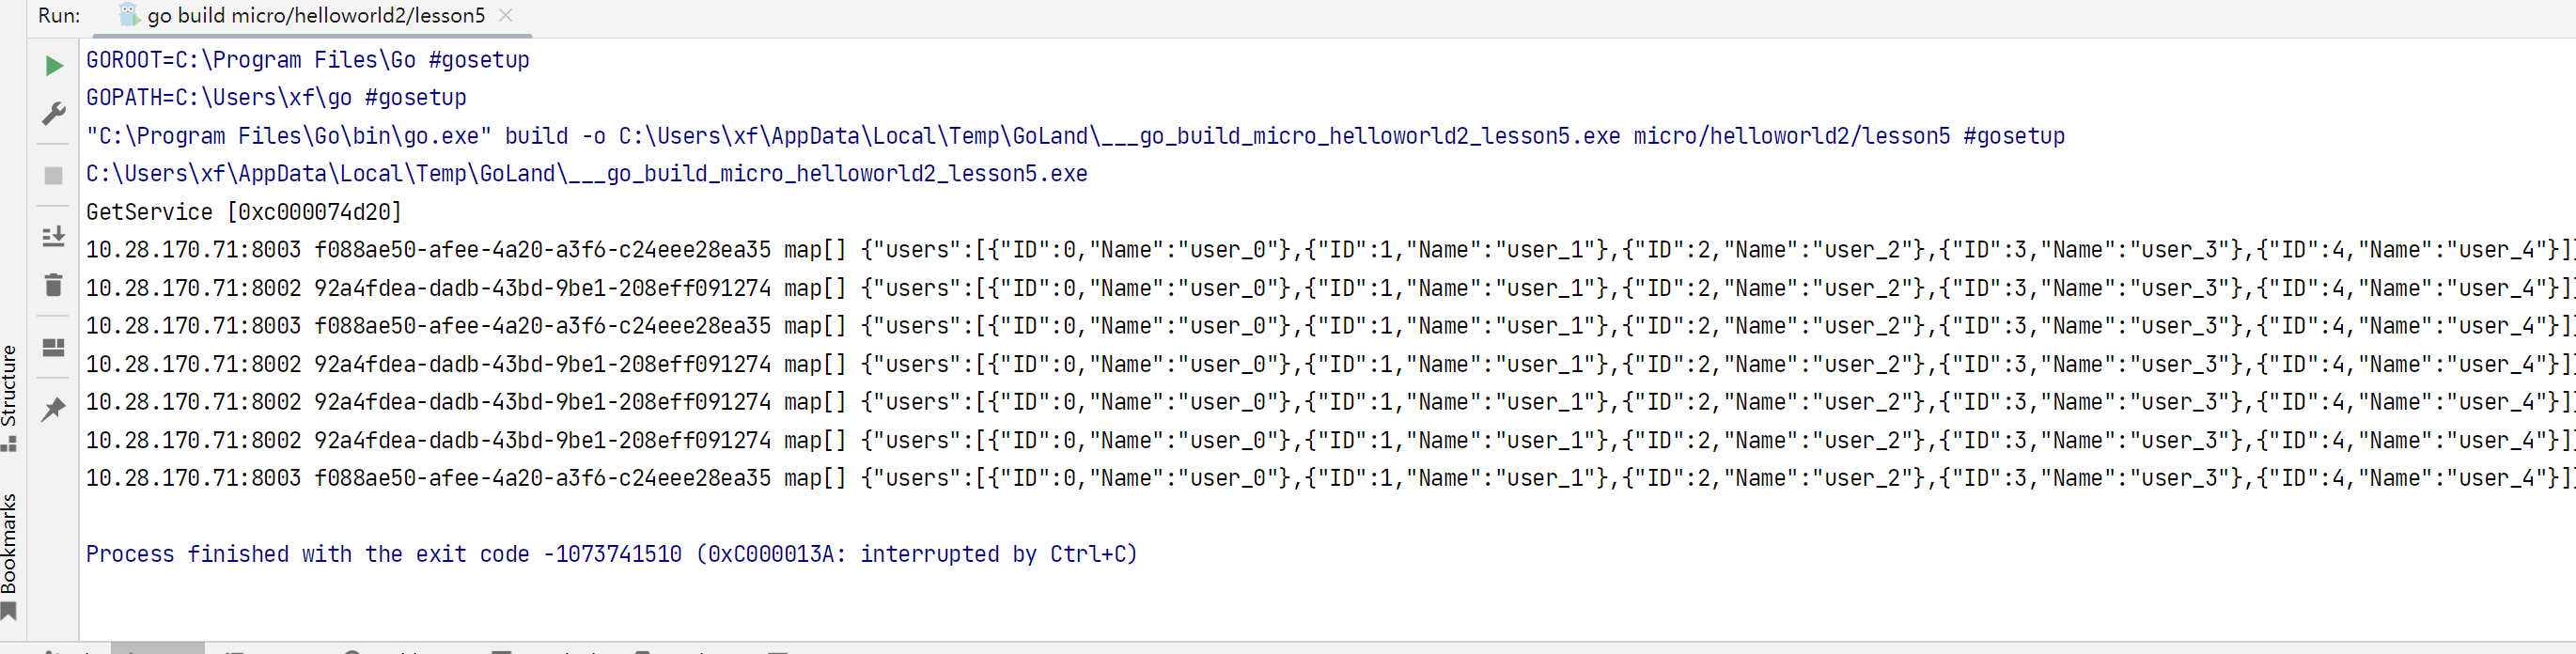 Run: go build micro/helloworld2/lesson5
GOROOT=C:\Program Files\Go #gosetup
GOPATH=C:\Users\xf\go #gosetup
"C:\Program Files\Go\bin\go.exe" build -o C:\Users\xf\AppData\Local\Temp\GoLand\___go_build_micro_helloworld2_lesson5.exe micro/helloworld2/lesson5 #gosetup
C:\Users\xf\AppData\Local\Temp\GoLand\___go_build_micro_helloworld2_lesson5.exe
GetService [0xc000074d20]
10.28.170.71:8003 f088ae50-afee-4a20-a3f6-c24eee28ea35 map[] {"users":[{"ID":0,"Name":"user_0"},{"ID":1,"Name":"user_1"},{"ID":2,"Name":"user_2"},{"ID":3,"Name":"user_3"},{"ID":4,"Name":"user_4"}]
10.28.170.71:8002 92a4fdea-dadb-43bd-9be1-208eff091274 map[] {"users":[{"ID":0,"Name":"user_0"},{"ID":1,"Name":"user_1"},{"ID":2,"Name":"user_2"},{"ID":3,"Name":"user_3"},{"ID":4,"Name":"user_4"}]
10.28.170.71:8003 f088ae50-afee-4a20-a3f6-c24eee28ea35 map[] {"users":[{"ID":0,"Name":"user_0"},{"ID":1,"Name":"user_1"},{"ID":2,"Name":"user_2"},{"ID":3,"Name":"user_3"},{"ID":4,"Name":"user_4"}]
10.28.170.71:8002 92a4fdea-dadb-43bd-9be1-208eff091274 map[] {"users":[{"ID":0,"Name":"user_0"},{"ID":1,"Name":"user_1"},{"ID":2,"Name":"user_2"},{"ID":3,"Name":"user_3"},{"ID":4,"Name":"user_4"}]
10.28.170.71:8002 92a4fdea-dadb-43bd-9be1-208eff091274 map[] {"users":[{"ID":0,"Name":"user_0"},{"ID":1,"Name":"user_1"},{"ID":2,"Name":"user_2"},{"ID":3,"Name":"user_3"},{"ID":4,"Name":"user_4"}]
10.28.170.71:8002 92a4fdea-dadb-43bd-9be1-208eff091274 map[] {"users":[{"ID":0,"Name":"user_0"},{"ID":1,"Name":"user_1"},{"ID":2,"Name":"user_2"},{"ID":3,"Name":"user_3"},{"ID":4,"Name":"user_4"}]
10.28.170.71:8003 f088ae50-afee-4a20-a3f6-c24eee28ea35 map[] {"users":[{"ID":0,"Name":"user_0"},{"ID":1,"Name":"user_1"},{"ID":2,"Name":"user_2"},{"ID":3,"Name":"user_3"},{"ID":4,"Name":"user_4"}]
Process finished with the exit code -1073741510 (0xC000013A: interrupted by Ctrl+C)
Structure
Bookmarks